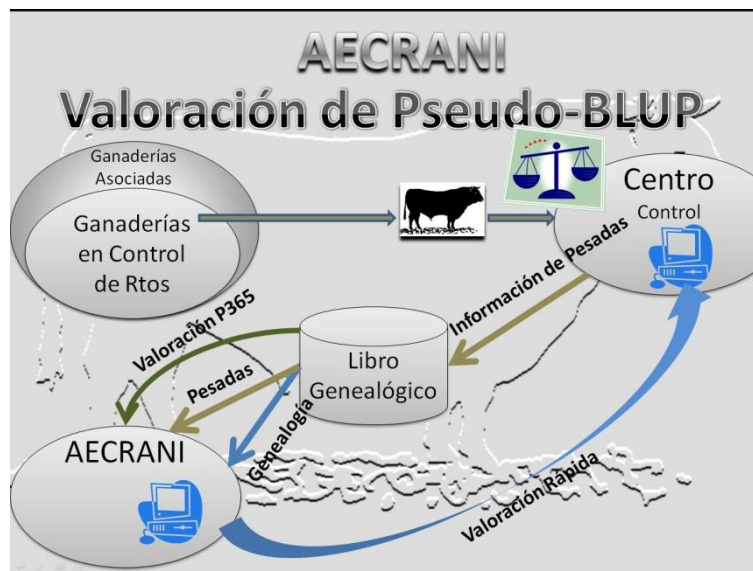 AECRANI
Valoración de Pseudo-BLUP
Ganaderías
Asociadas
Ganaderías
en Control
de Rtos
Centro
Control
Información de Pesadas
Valoración P365
Libro
Genealógico
Pesadas
Genealogía
AECRANI
Valoración Rápida